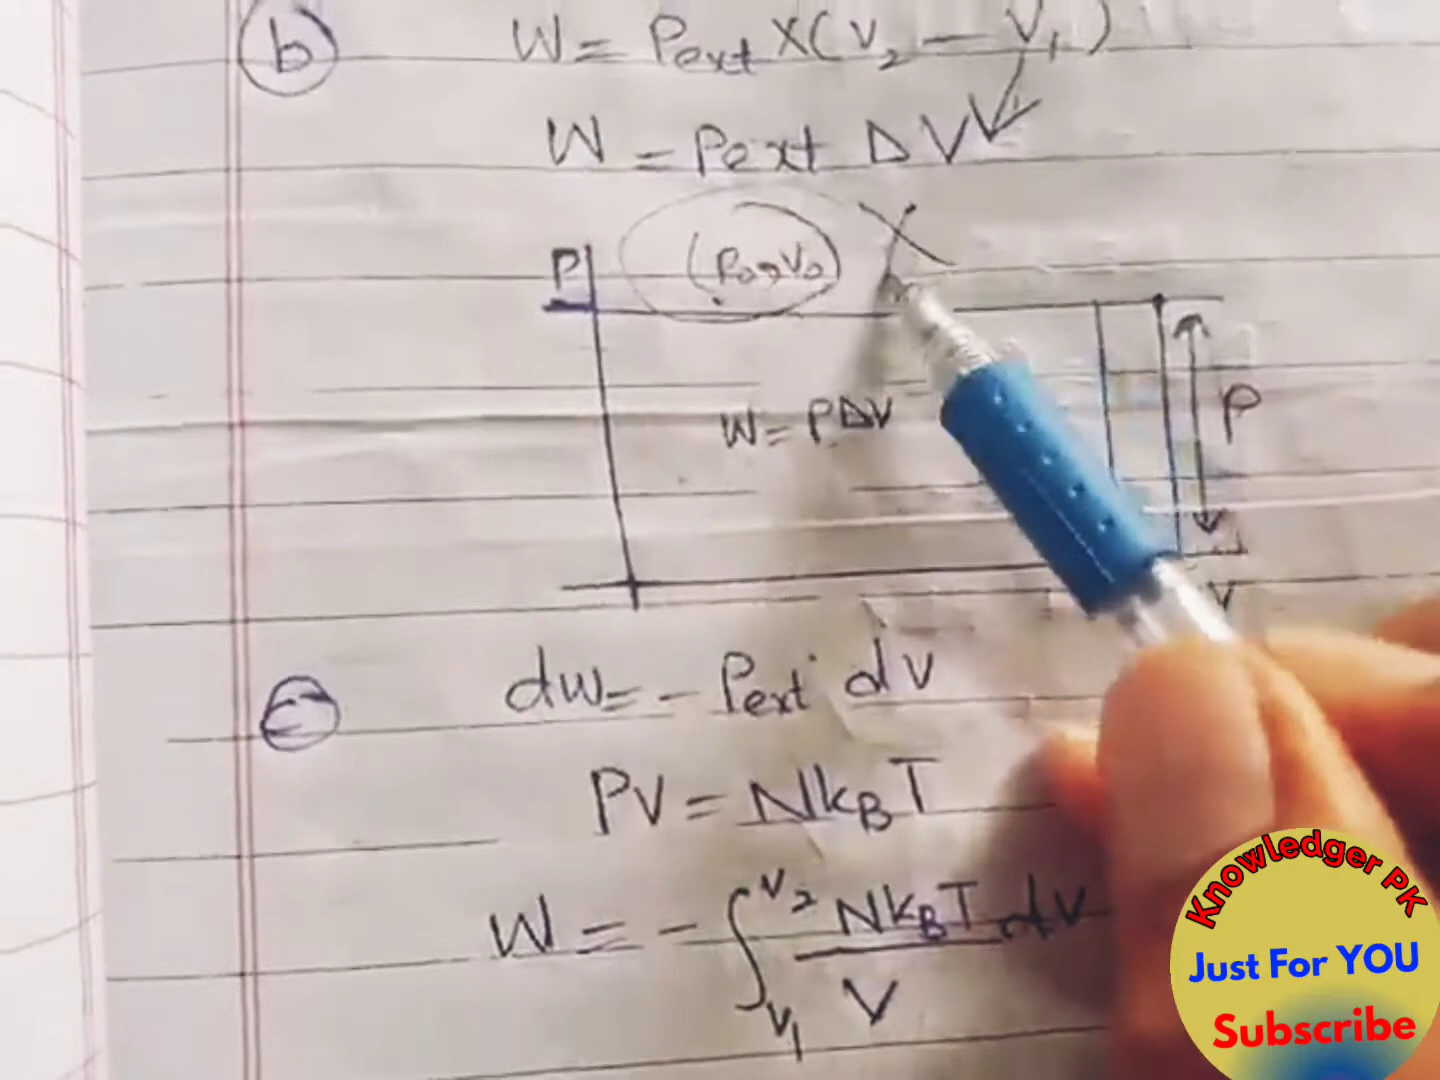 b W = Pext X (V2 - V1)
W = Pext ΔV
P
W = PΔV
P
V
c dw = - Pext dv
PV = NkBT
W = - ∫V1V2 NkBT/V dV
Knowledger PK
Just For YOU
Subscribe